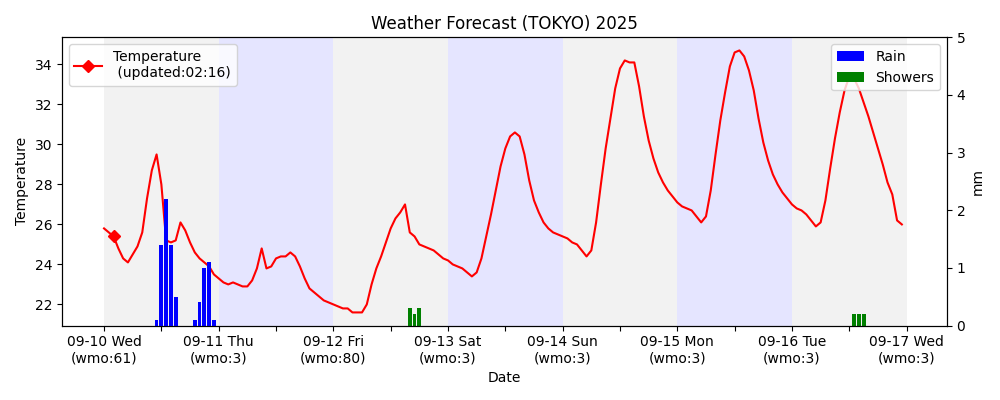 Weather Forecast (TOKYO) 2025
Temperature
(updated:02:16)
Rain
Showers
Temperature
34
32
30
28
26
24
22
5
4
3
2
1
0
mm
09-10 Wed
(wmo:61)
09-11 Thu
(wmo:3)
09-12 Fri
(wmo:80)
09-13 Sat
(wmo:3)
09-14 Sun
(wmo:3)
09-15 Mon
(wmo:3)
09-16 Tue
(wmo:3)
09-17 Wed
(wmo:3)
Date